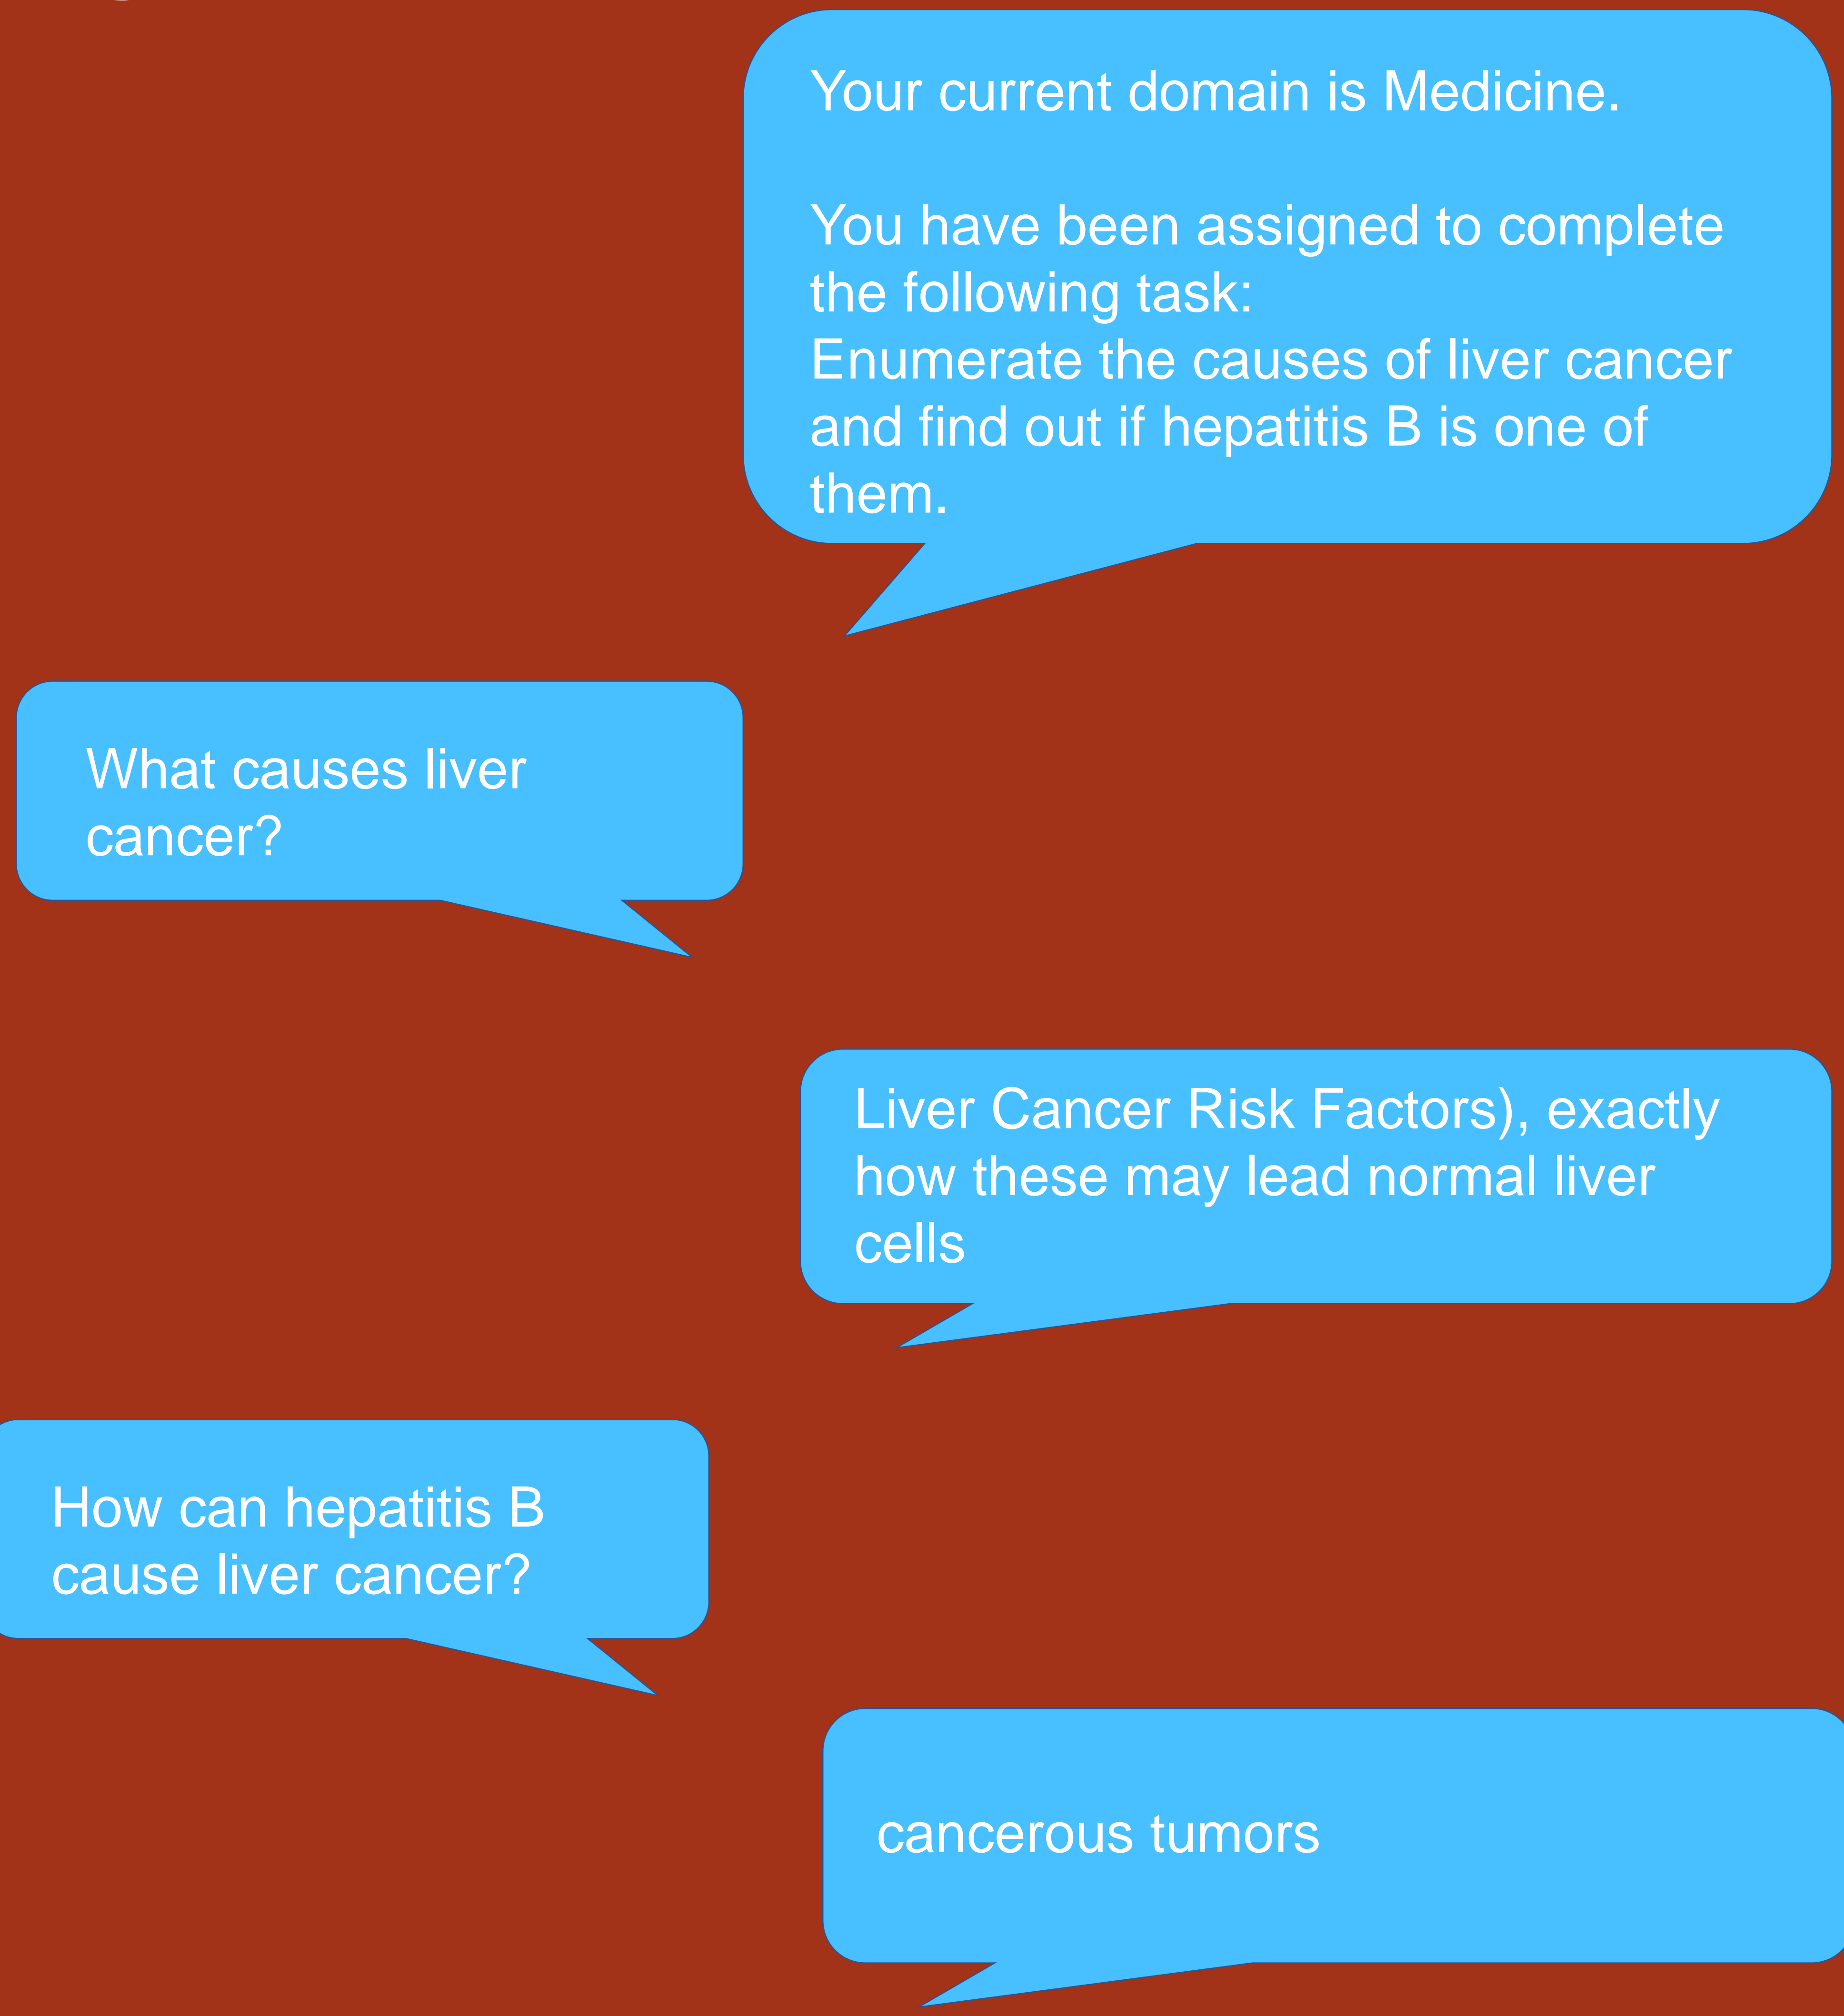 Your current domain is Medicine.
You have been assigned to complete
the following task:
Enumerate the causes of liver cancer
and find out if hepatitis B is one of
them.
What causes liver
cancer?
Liver Cancer Risk Factors), exactly
how these may lead normal liver
cells
How can hepatitis B
cause liver cancer?
cancerous tumors